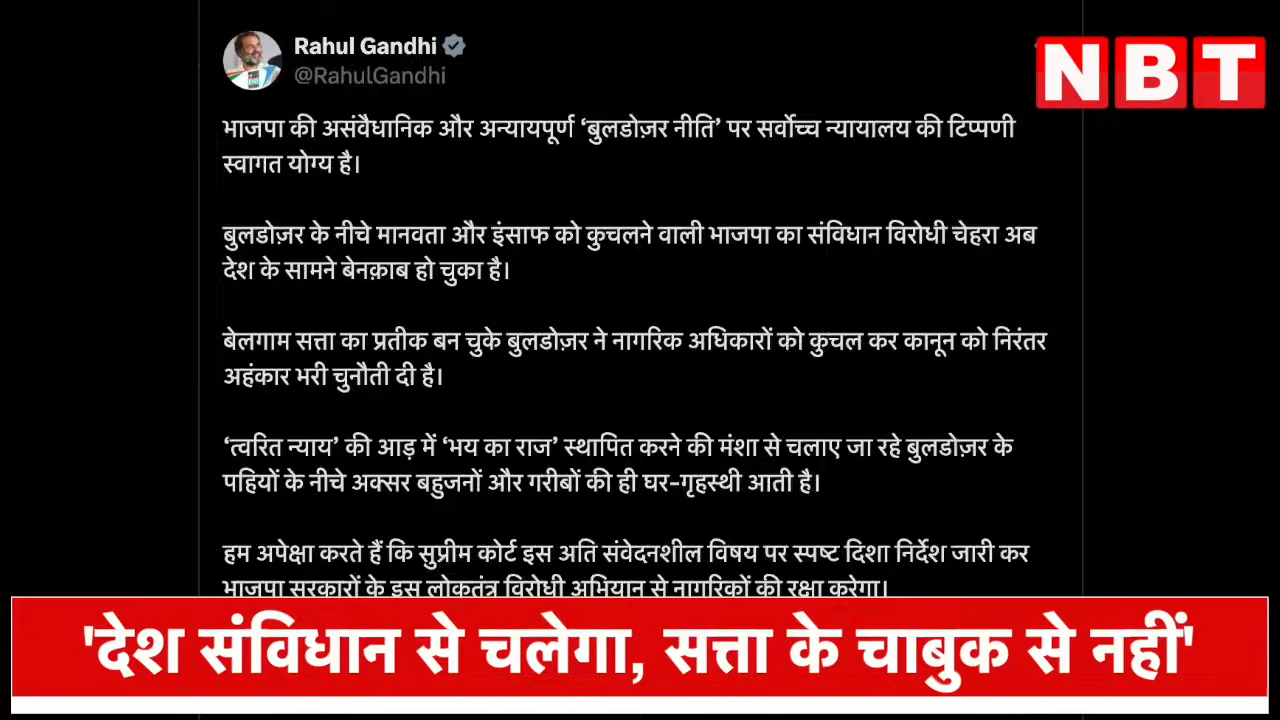 Rahul Gandhi
@RahulGandhi
NBT
भाजपा की असंवैधानिक और अन्यायपूर्ण ‘बुलडोज़र नीति’ पर सर्वोच्च न्यायालय की टिप्पणी
स्वागत योग्य है।
बुलडोज़र के नीचे मानवता और इंसाफ को कुचलने वाली भाजपा का संविधान विरोधी चेहरा अब
देश के सामने बेनक़ाब हो चुका है।
बेलगाम सत्ता का प्रतीक बन चुके बुलडोज़र ने नागरिक अधिकारों को कुचल कर कानून को निरंतर
अहंकार भरी चुनौती दी है।
‘त्वरित न्याय’ की आड़ में ‘भय का राज’ स्थापित करने की मंशा से चलाए जा रहे बुलडोज़र के
पहियों के नीचे अक्सर बहुजनों और गरीबों की ही घर-गृहस्थी आती है।
हम अपेक्षा करते हैं कि सुप्रीम कोर्ट इस अति संवेदनशील विषय पर स्पष्ट दिशा निर्देश जारी कर
भाजपा सरकारों के इस लोकतंत्र विरोधी अभियान से नागरिकों की रक्षा करेगा।
'देश संविधान से चलेगा, सत्ता के चाबुक से नहीं'